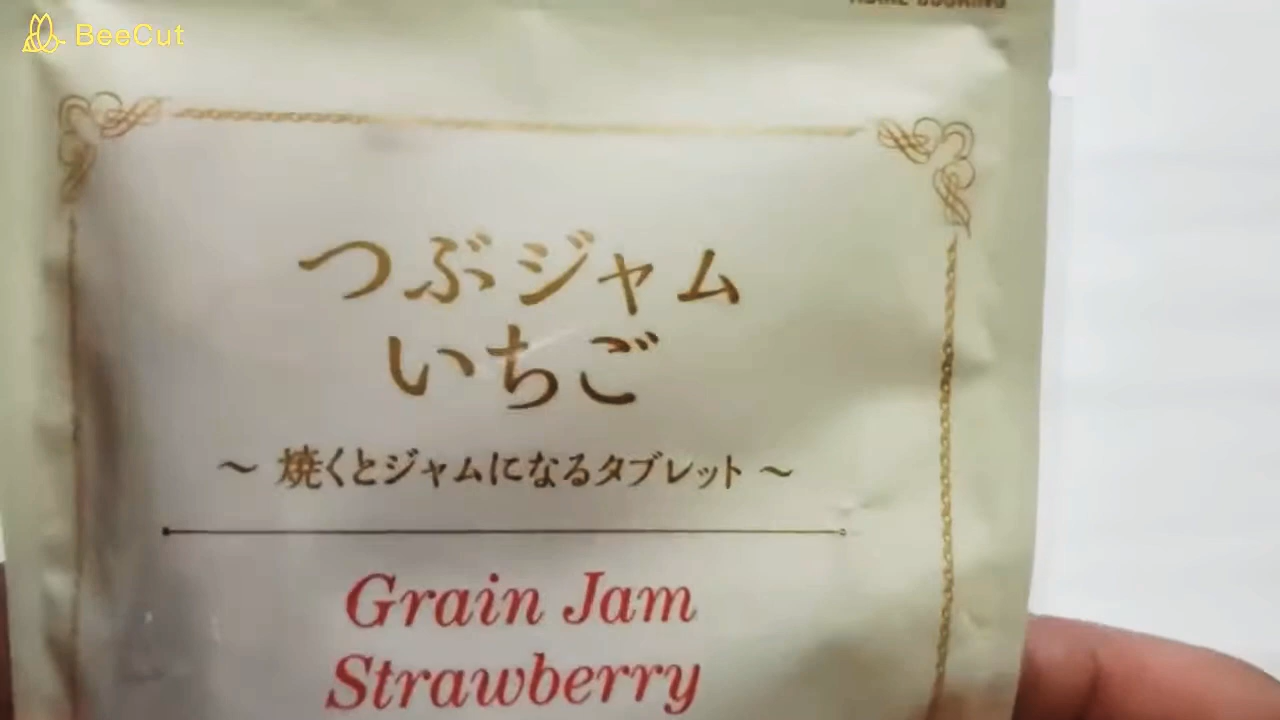 BeeCut
つぶジャム
いちご
～ 焼くとジャムになるタブレット ～
Grain Jam
Strawberry